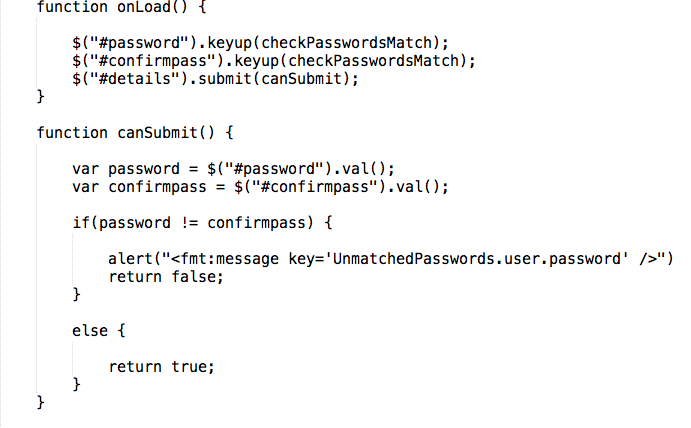 function onLoad() {
$("#password").keyup(checkPasswordsMatch);
$("#confirmpass").keyup(checkPasswordsMatch);
$("#details").submit(canSubmit);
}
function canSubmit() {
var password = $("#password").val();
var confirmpass = $("#confirmpass").val();
if(password != confirmpass) {
alert("<fmt:message key='UnmatchedPasswords.user.password' />")
return false;
}
else {
return true;
}
}